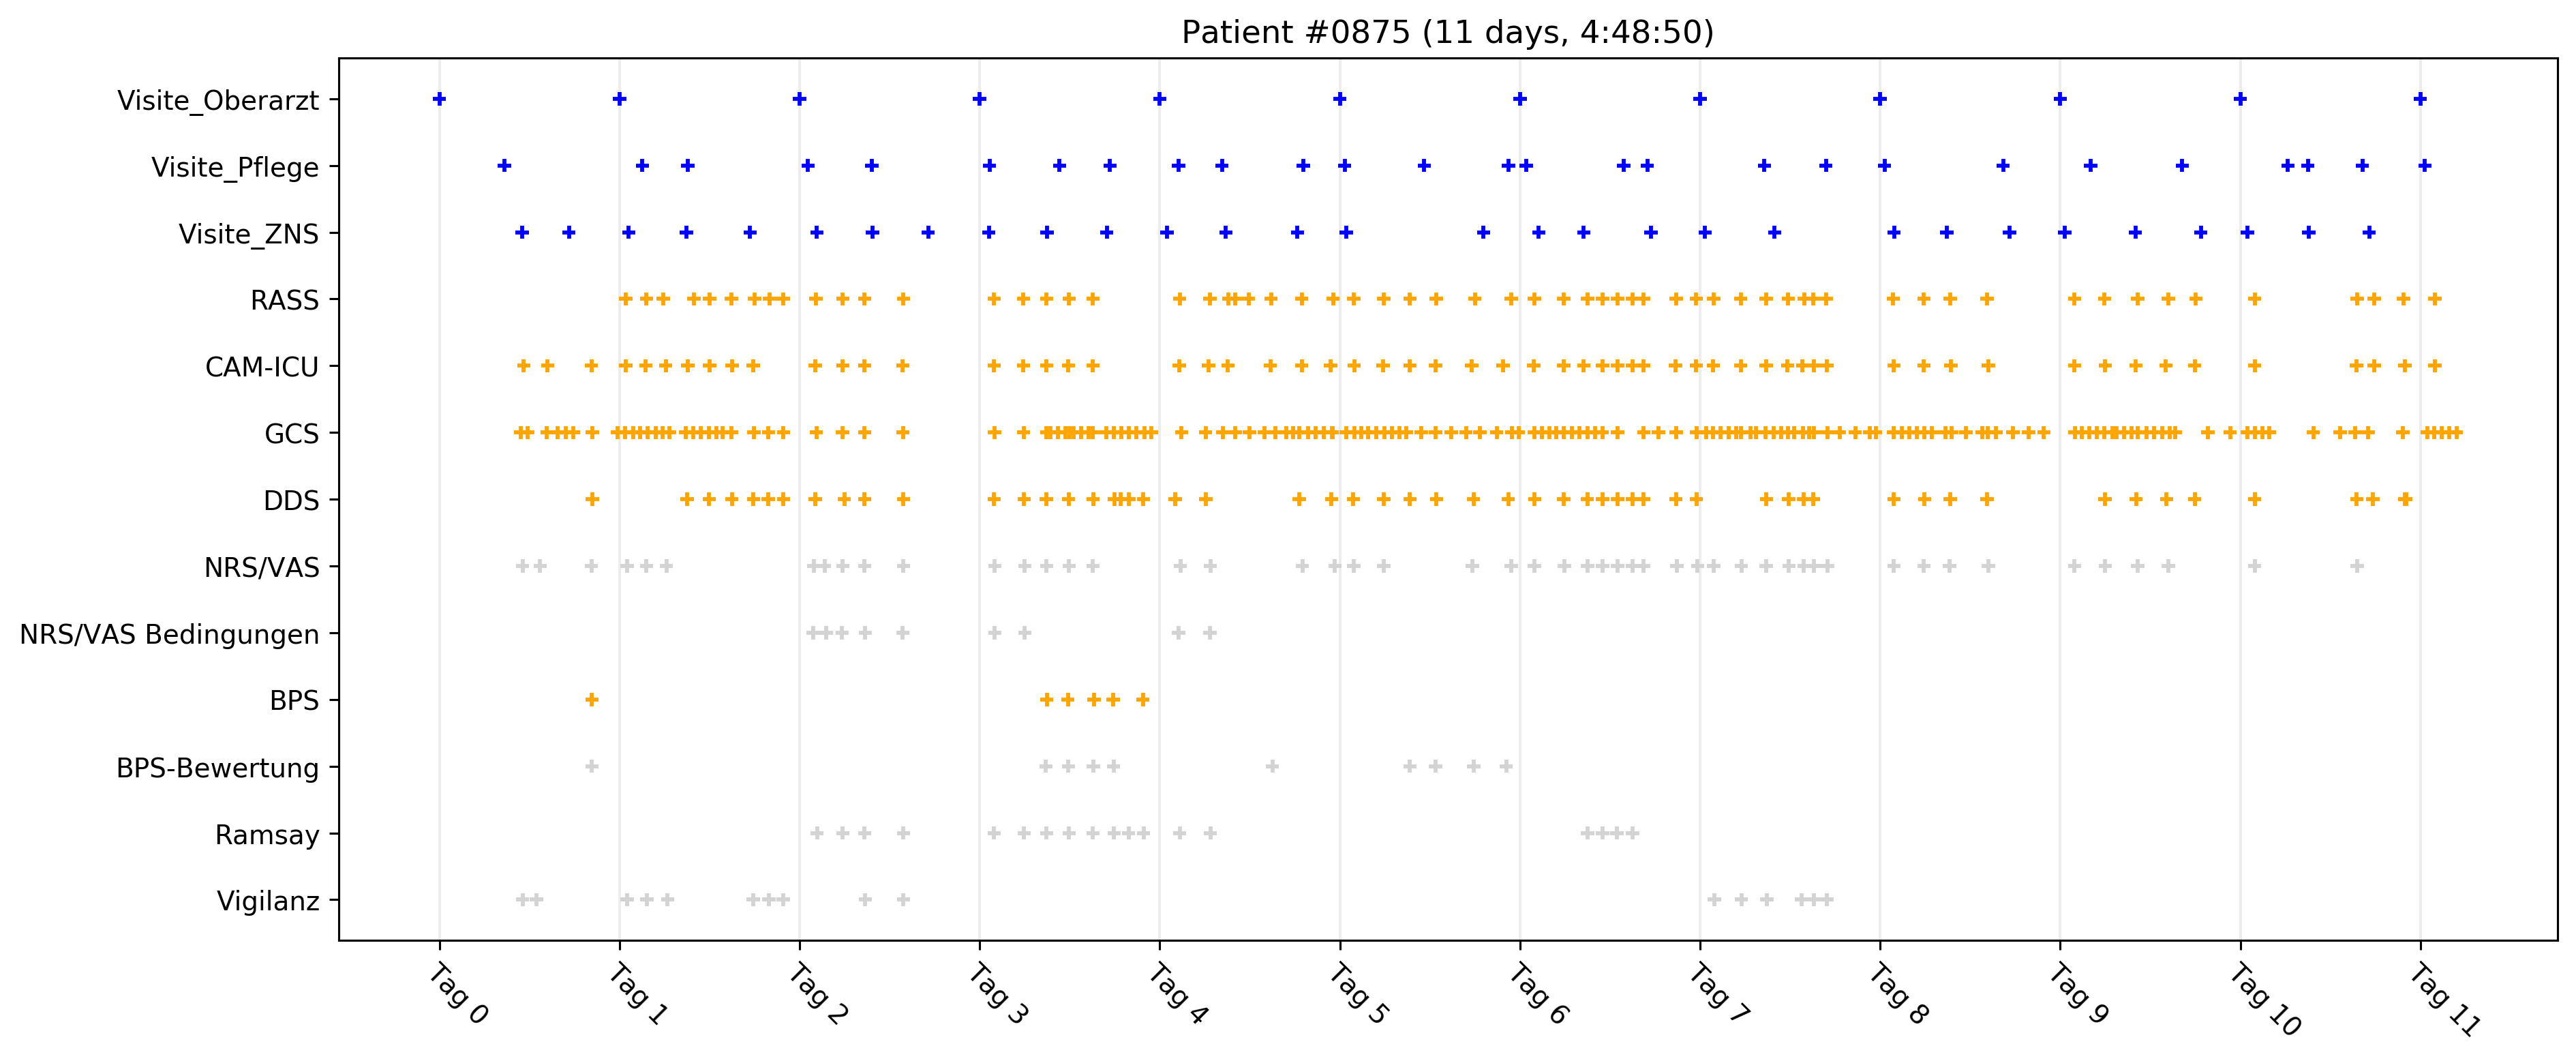 Patient #0875 (11 days, 4:48:50)
Visite_Oberarzt
Visite_Pflege
Visite_ZNS
RASS
CAM-ICU
GCS
DDS
NRS/VAS
NRS/VAS Bedingungen
BPS
BPS-Bewertung
Ramsay
Vigilanz
Tag 0
Tag 1
Tag 2
Tag 3
Tag 4
Tag 5
Tag 6
Tag 7
Tag 8
Tag 9
Tag 10
Tag 11